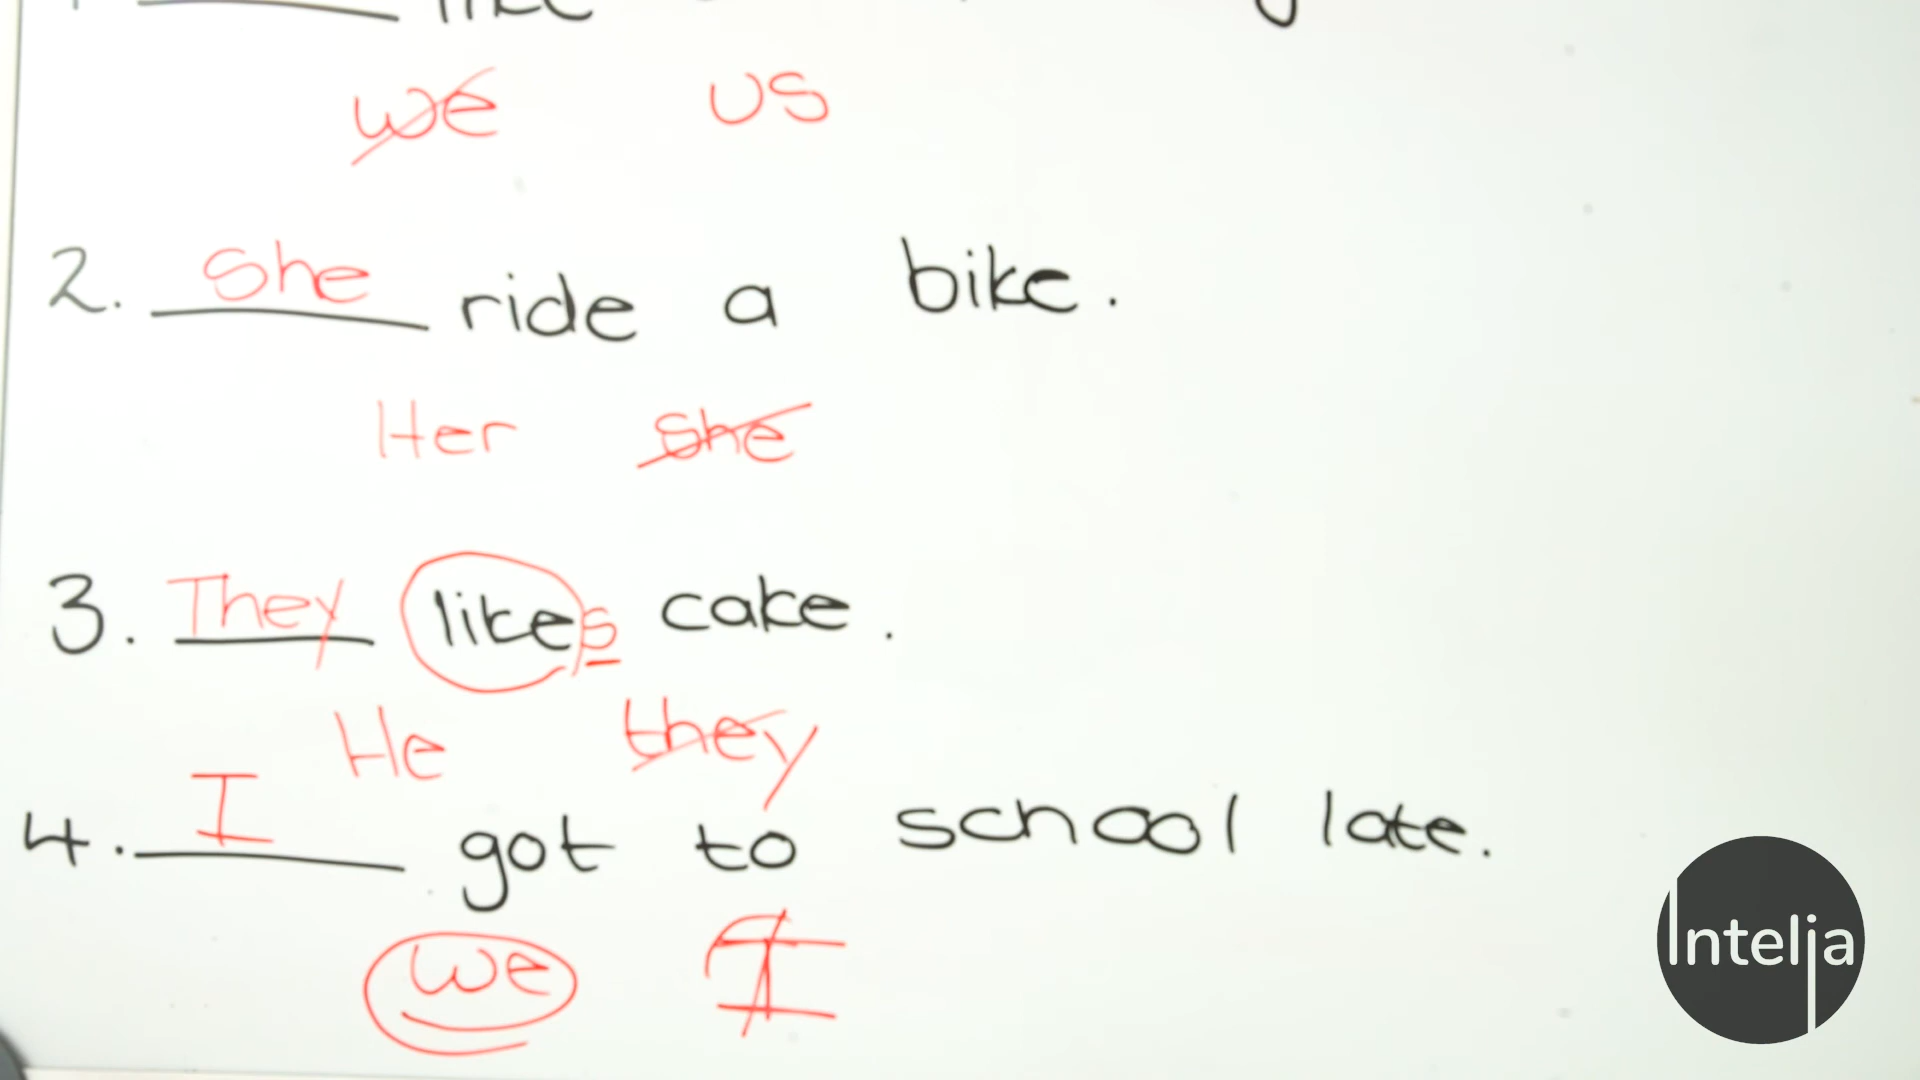 we us
2. She ride a bike.
Her she
3. They likes cake.
He they
4. I got to school late.
we I
Intelja